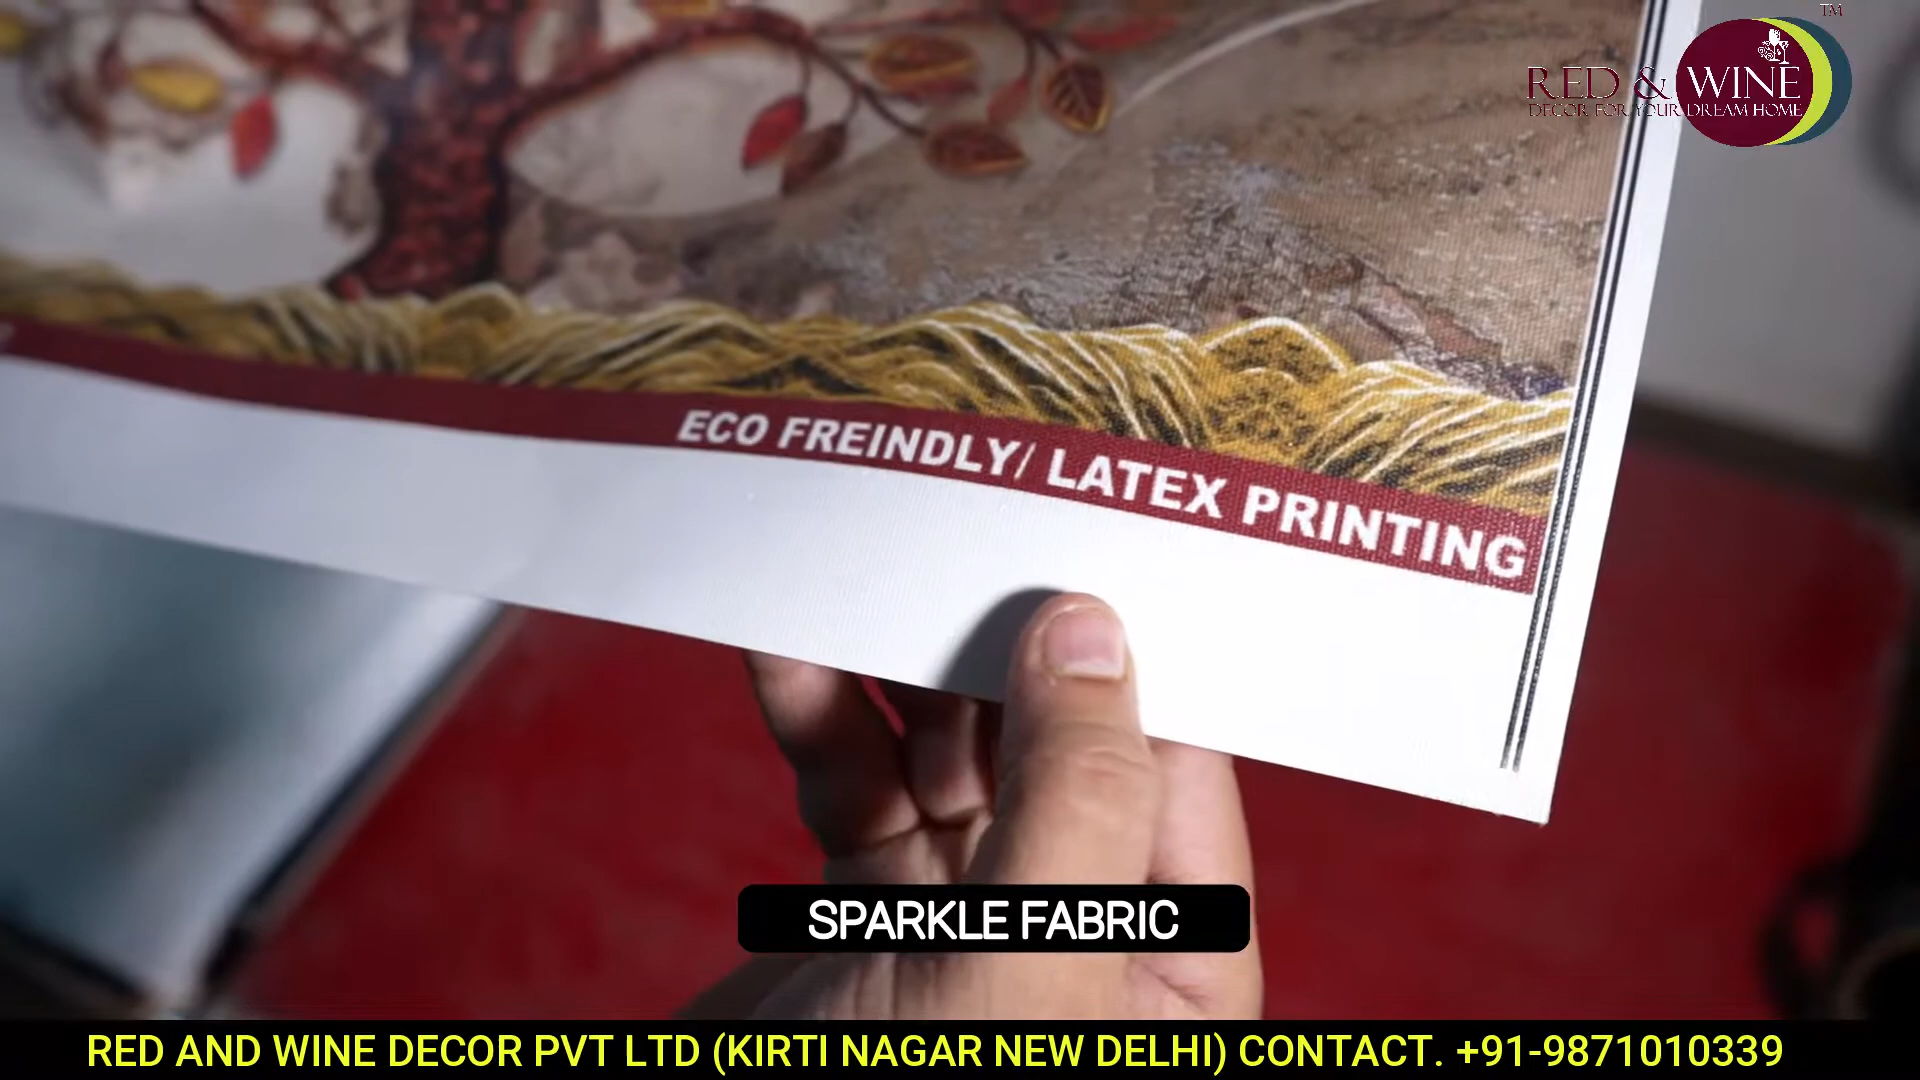 TM
RED & WINE
DECOR FOR YOUR DREAM HOME
ECO FREINDLY/ LATEX PRINTING
SPARKLE FABRIC
RED AND WINE DECOR PVT LTD (KIRTI NAGAR NEW DELHI) CONTACT. +91-9871010339